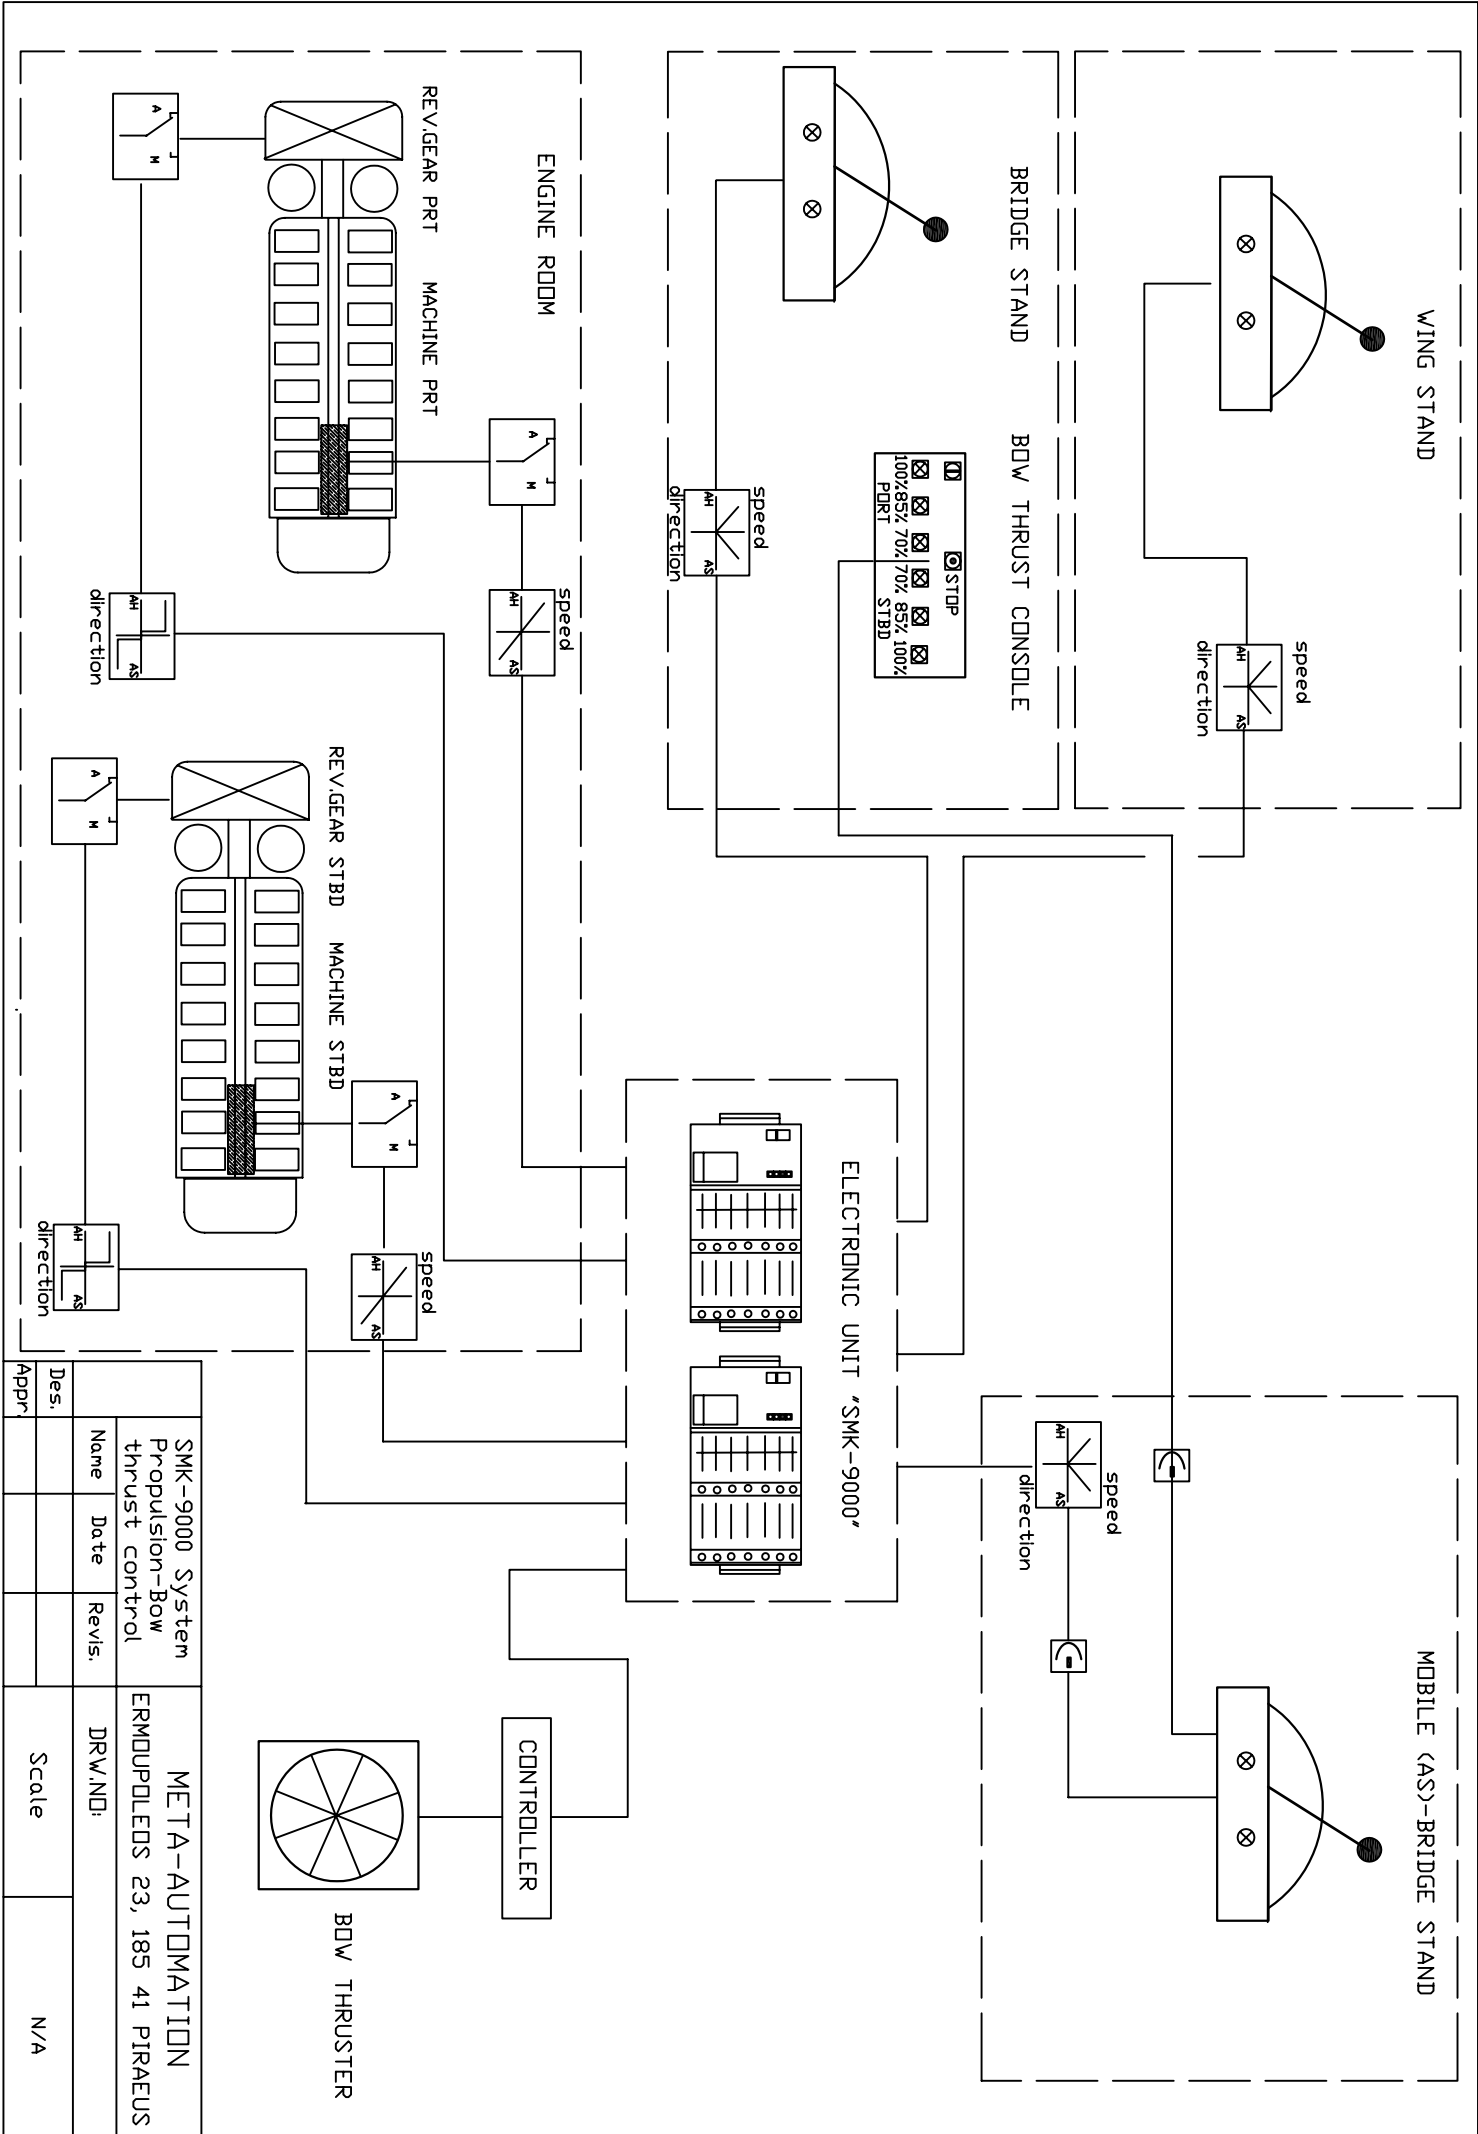 WING STAND
speed
AH
AS
direction
MOBILE (AS)-BRIDGE STAND
speed
AH
AS
direction
BRIDGE STAND
BOW THRUST CONSOLE
STOP
100% 85% 70% 70% 85% 100%
PORT
STBD
speed
AH
AS
direction
ELECTRONIC UNIT "SMK-9000"
ENGINE ROOM
A
M
speed
AH
AS
REV.GEAR PRT
MACHINE PRT
A
M
AH
AS
direction
REV.GEAR STBD
MACHINE STBD
A
M
speed
AH
AS
A
M
AH
AS
direction
CONTROLLER
BOW THRUSTER
SMK-9000 System
Propulsion-Bow
thrust control
META-AUTOMATION
ERMOUPOLEOS 23, 185 41 PIRAEUS
Name
Date
Revis.
DRW.NO:
Des.
Appr.
Scale
N/A